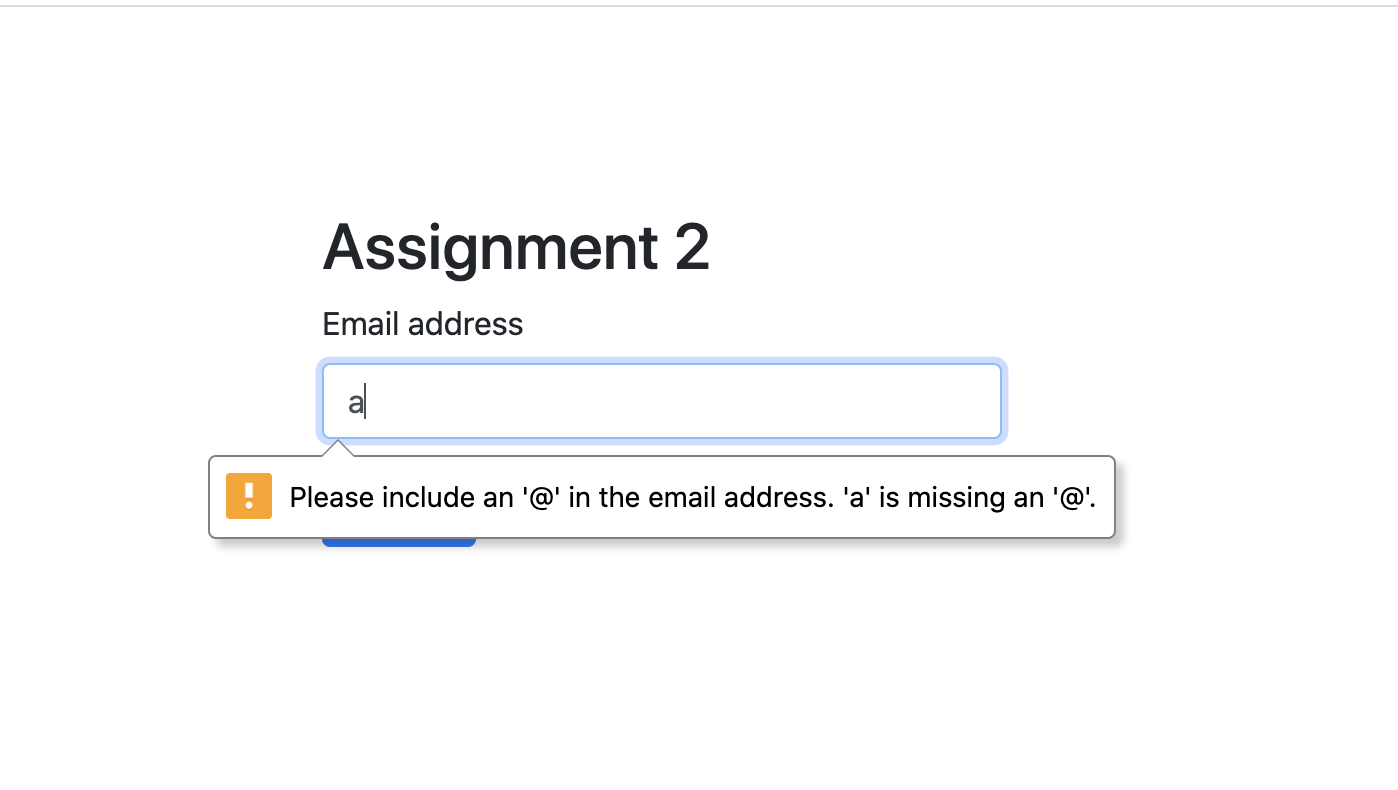 Assignment 2
Email address
a
Please include an '@' in the email address. 'a' is missing an '@'.